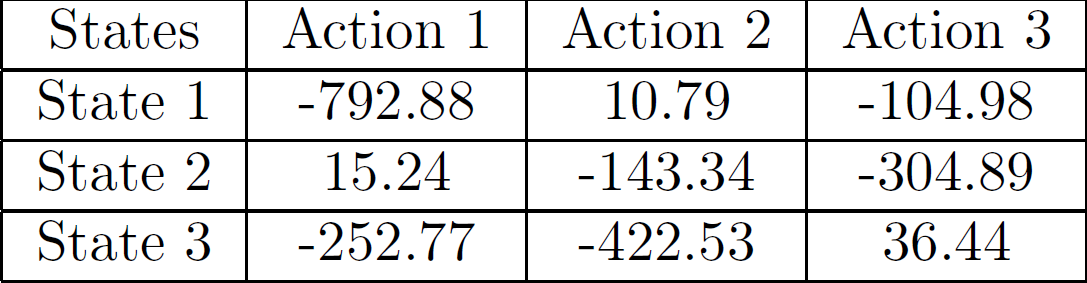 States Action 1 Action 2 Action 3
State 1 -792.88 10.79 -104.98
State 2 15.24 -143.34 -304.89
State 3 -252.77 -422.53 36.44